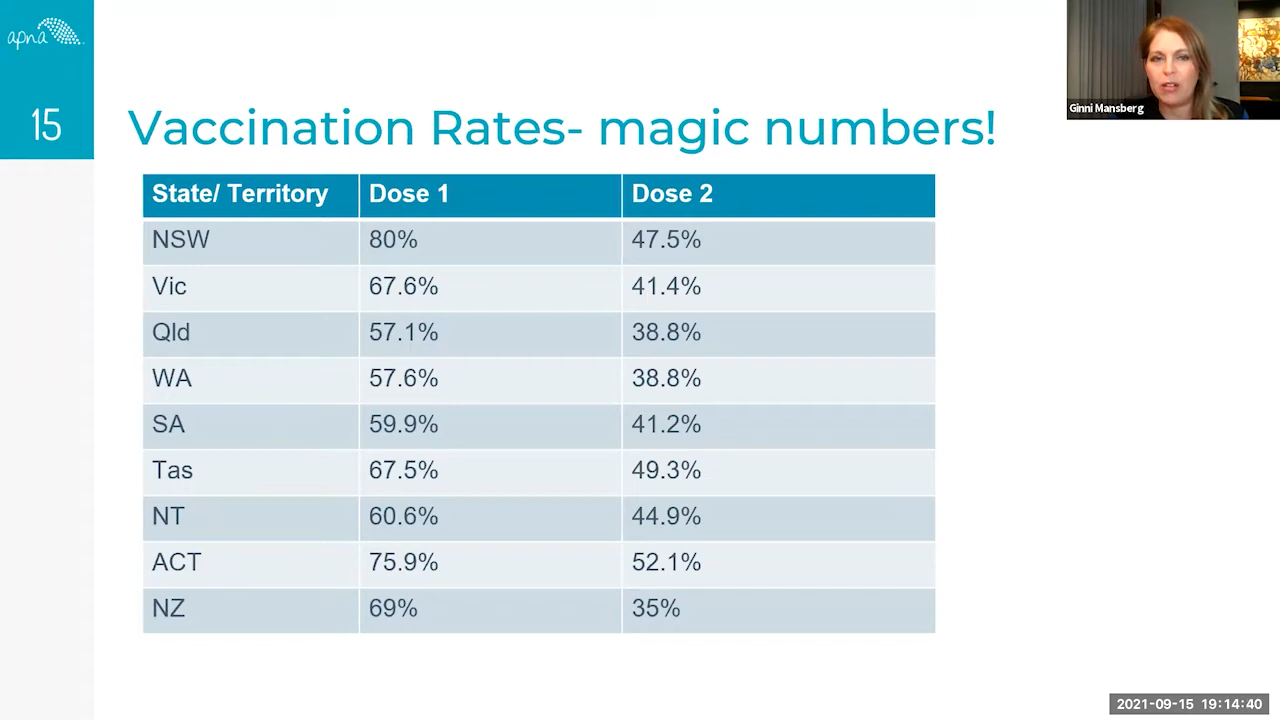 apna
15
Vaccination Rates- magic numbers!
State/ Territory Dose 1 Dose 2
NSW 80% 47.5%
Vic 67.6% 41.4%
Qld 57.1% 38.8%
WA 57.6% 38.8%
SA 59.9% 41.2%
Tas 67.5% 49.3%
NT 60.6% 44.9%
ACT 75.9% 52.1%
NZ 69% 35%
Ginni Mansberg
2021-09-15 19:14:40